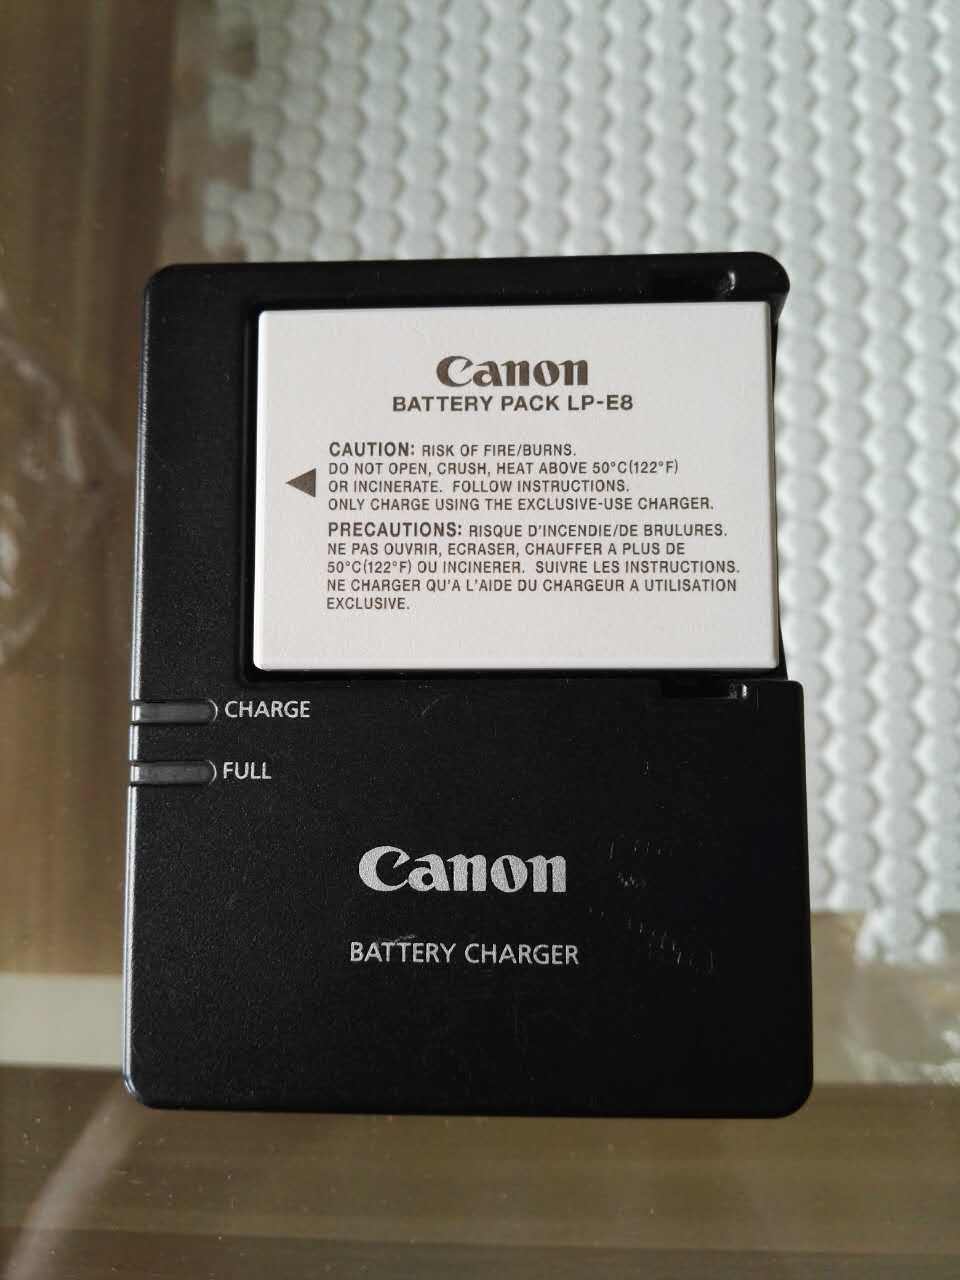 Canon
BATTERY PACK LP-E8
CAUTION: RISK OF FIRE/BURNS.
DO NOT OPEN, CRUSH, HEAT ABOVE 50°C(122°F)
OR INCINERATE. FOLLOW INSTRUCTIONS.
ONLY CHARGE USING THE EXCLUSIVE-USE CHARGER.
PRECAUTIONS: RISQUE D'INCENDIE/DE BRULURES.
NE PAS OUVRIR, ECRASER, CHAUFFER A PLUS DE
50°C(122°F) OU INCINERER. SUIVRE LES INSTRUCTIONS.
NE CHARGER QU'A L'AIDE DU CHARGEUR A UTILISATION
EXCLUSIVE.
CHARGE
FULL
Canon
BATTERY CHARGER